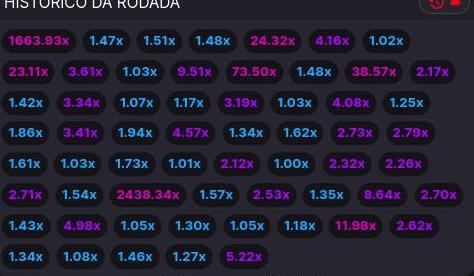 HISTÓRICO DA RODADA
1663.93x 1.47x 1.51x 1.48x 24.32x 4.16x 1.02x
23.11x 3.61x 1.03x 9.51x 73.50x 1.48x 38.57x 2.17x
1.42x 3.34x 1.07x 1.17x 3.19x 1.03x 4.08x 1.25x
1.86x 3.41x 1.94x 4.57x 1.34x 1.62x 2.73x 2.79x
1.61x 1.03x 1.73x 1.01x 2.12x 1.00x 2.32x 2.26x
2.71x 1.54x 2438.34x 1.57x 2.53x 1.35x 8.64x 2.70x
1.43x 4.98x 1.05x 1.30x 1.05x 1.18x 11.98x 2.62x
1.34x 1.08x 1.46x 1.27x 5.22x